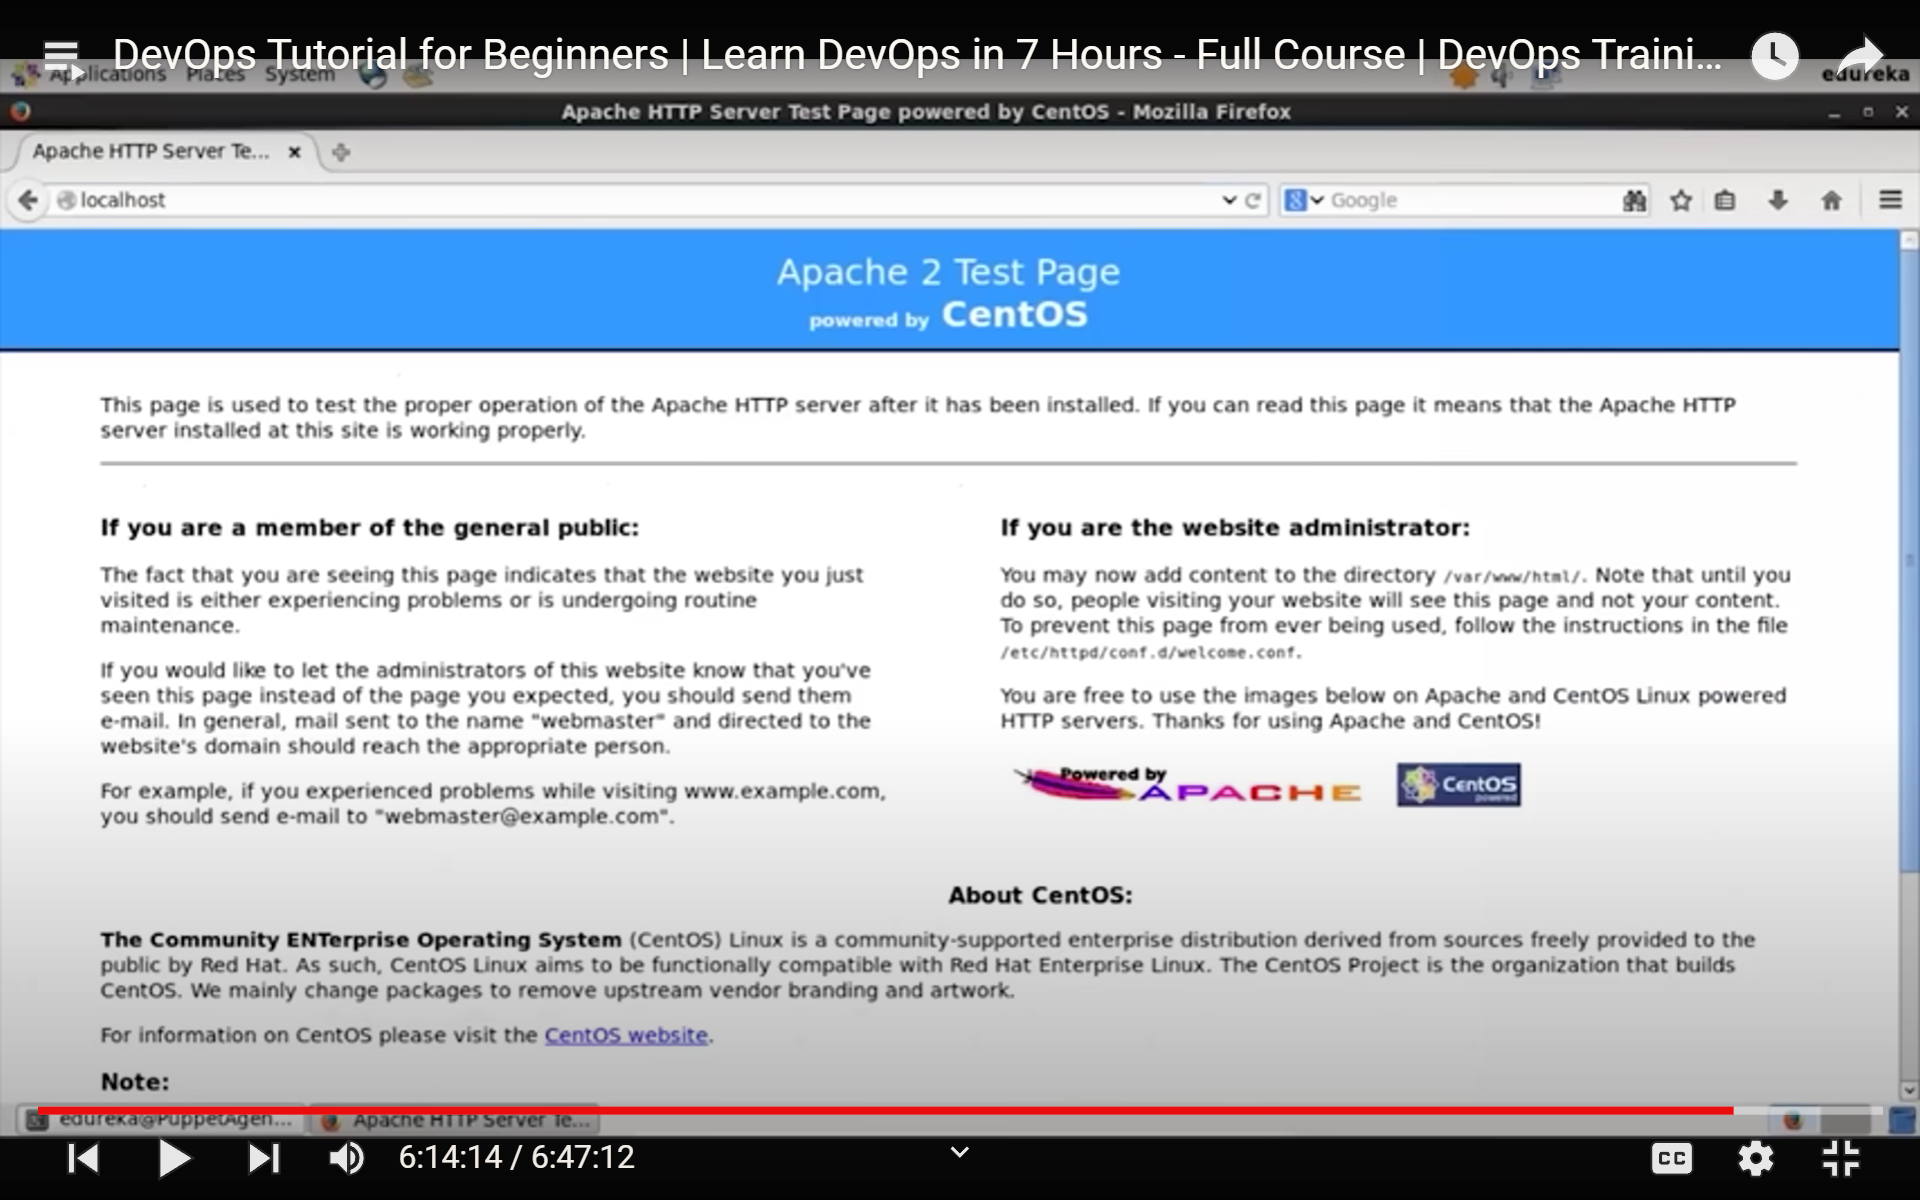 DevOps Tutorial for Beginners | Learn DevOps in 7 Hours - Full Course | DevOps Traini...
Applications Places System edureka
Apache HTTP Server Test Page powered by CentOS - Mozilla Firefox
Apache HTTP Server Te...
localhost
Google
Apache 2 Test Page
powered by CentOS
This page is used to test the proper operation of the Apache HTTP server after it has been installed. If you can read this page it means that the Apache HTTP
server installed at this site is working properly.
If you are a member of the general public:
The fact that you are seeing this page indicates that the website you just
visited is either experiencing problems or is undergoing routine
maintenance.
If you would like to let the administrators of this website know that you've
seen this page instead of the page you expected, you should send them
e-mail. In general, mail sent to the name "webmaster" and directed to the
website's domain should reach the appropriate person.
For example, if you experienced problems while visiting www.example.com,
you should send e-mail to "webmaster@example.com".
If you are the website administrator:
You may now add content to the directory /var/www/html/. Note that until you
do so, people visiting your website will see this page and not your content.
To prevent this page from ever being used, follow the instructions in the file
/etc/httpd/conf.d/welcome.conf.
You are free to use the images below on Apache and CentOS Linux powered
HTTP servers. Thanks for using Apache and CentOS!
Powered by
APACHE
CentOS
powered
About CentOS:
The Community ENTerprise Operating System (CentOS) Linux is a community-supported enterprise distribution derived from sources freely provided to the
public by Red Hat. As such, CentOS Linux aims to be functionally compatible with Red Hat Enterprise Linux. The CentOS Project is the organization that builds
CentOS. We mainly change packages to remove upstream vendor branding and artwork.
For information on CentOS please visit the CentOS website.
Note:
edureka@PuppetAgen... Apache HTTP Server Te...
6:14:14 / 6:47:12
CC